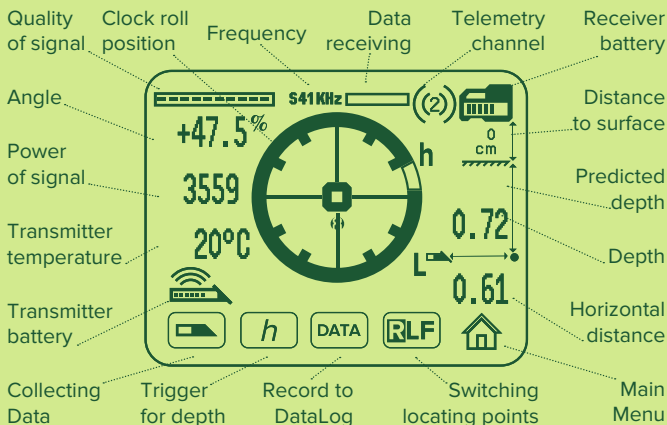 Quality
of signal
Clock roll
position
Frequency
Data
receiving
Telemetry
channel
Receiver
battery
Angle
Power
of signal
Transmitter
temperature
Transmitter
battery
S41KHz
(2)
+47.5%
3559
20ºC
h
0
cm
0.72
L
0.61
h
DATA
RLF
Distance
to surface
Predicted
depth
Depth
Horizontal
distance
Collecting
Data
Trigger
for depth
Record to
DataLog
Switching
locating points
Main
Menu